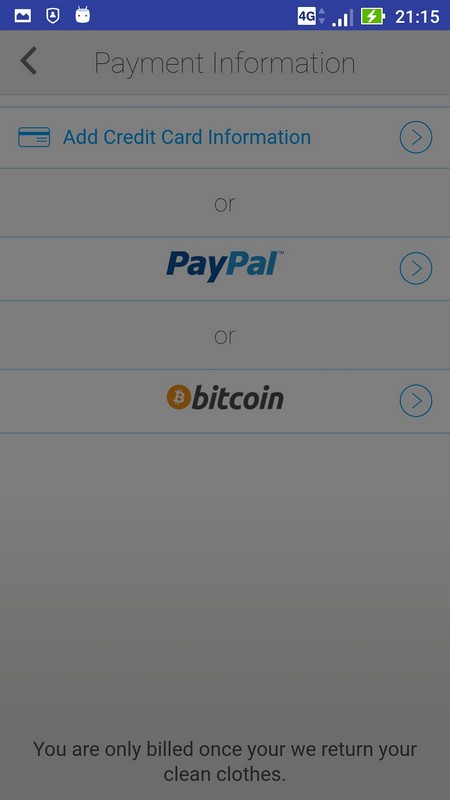 4G 21:15
Payment Information
Add Credit Card Information
or
PayPal™
or
bitcoin
You are only billed once your we return your
clean clothes.